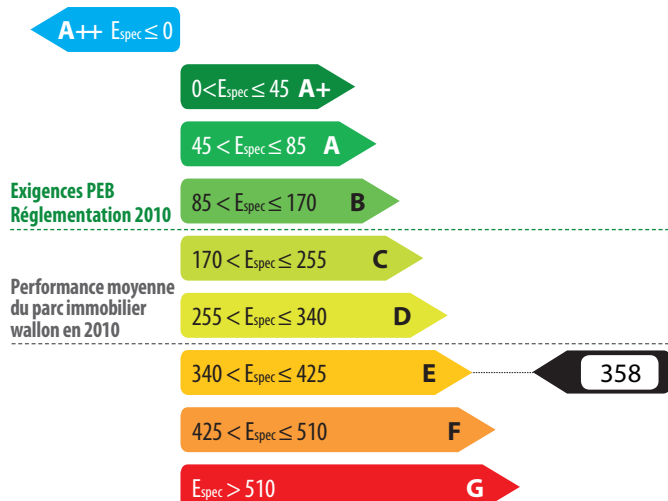 A++ Espec ≤ 0
0<Espec ≤ 45 A+
45 < Espec ≤ 85 A
Exigences PEB
Réglementation 2010
85 < Espec ≤ 170 B
170 < Espec ≤ 255 C
Performance moyenne
du parc immobilier
wallon en 2010
255 < Espec ≤ 340 D
340 < Espec ≤ 425 E
358
425 < Espec ≤ 510 F
Espec > 510 G